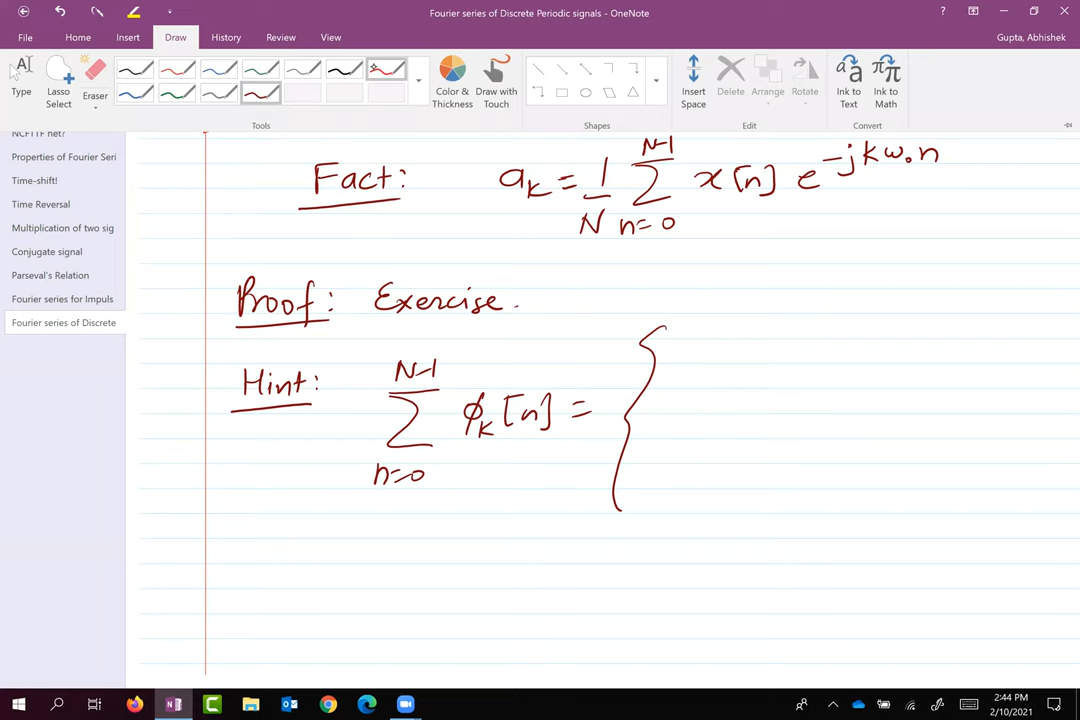 Fourier series of Discrete Periodic signals - OneNote
File Home Insert Draw History Review View Gupta, Abhishek
Type
Lasso Select
Eraser
Color & Thickness
Draw with Touch
Insert Space
Delete
Arrange
Rotate
Ink to Text
Ink to Math
Tools Shapes Edit Convert
NCFTTF net?
Properties of Fourier Seri
Time-shift!
Time Reversal
Multiplication of two sig
Conjugate signal
Parseval's Relation
Fourier series for Impuls
Fourier series of Discrete
Fact: a_k = 1/N ∑_{n=0}^{N-1} x[n] e^{-jkω₀n}
Proof: Exercise.
Hint: ∑_{n=0}^{N-1} ϕ_k[n] = {
2:44 PM
2/10/2021